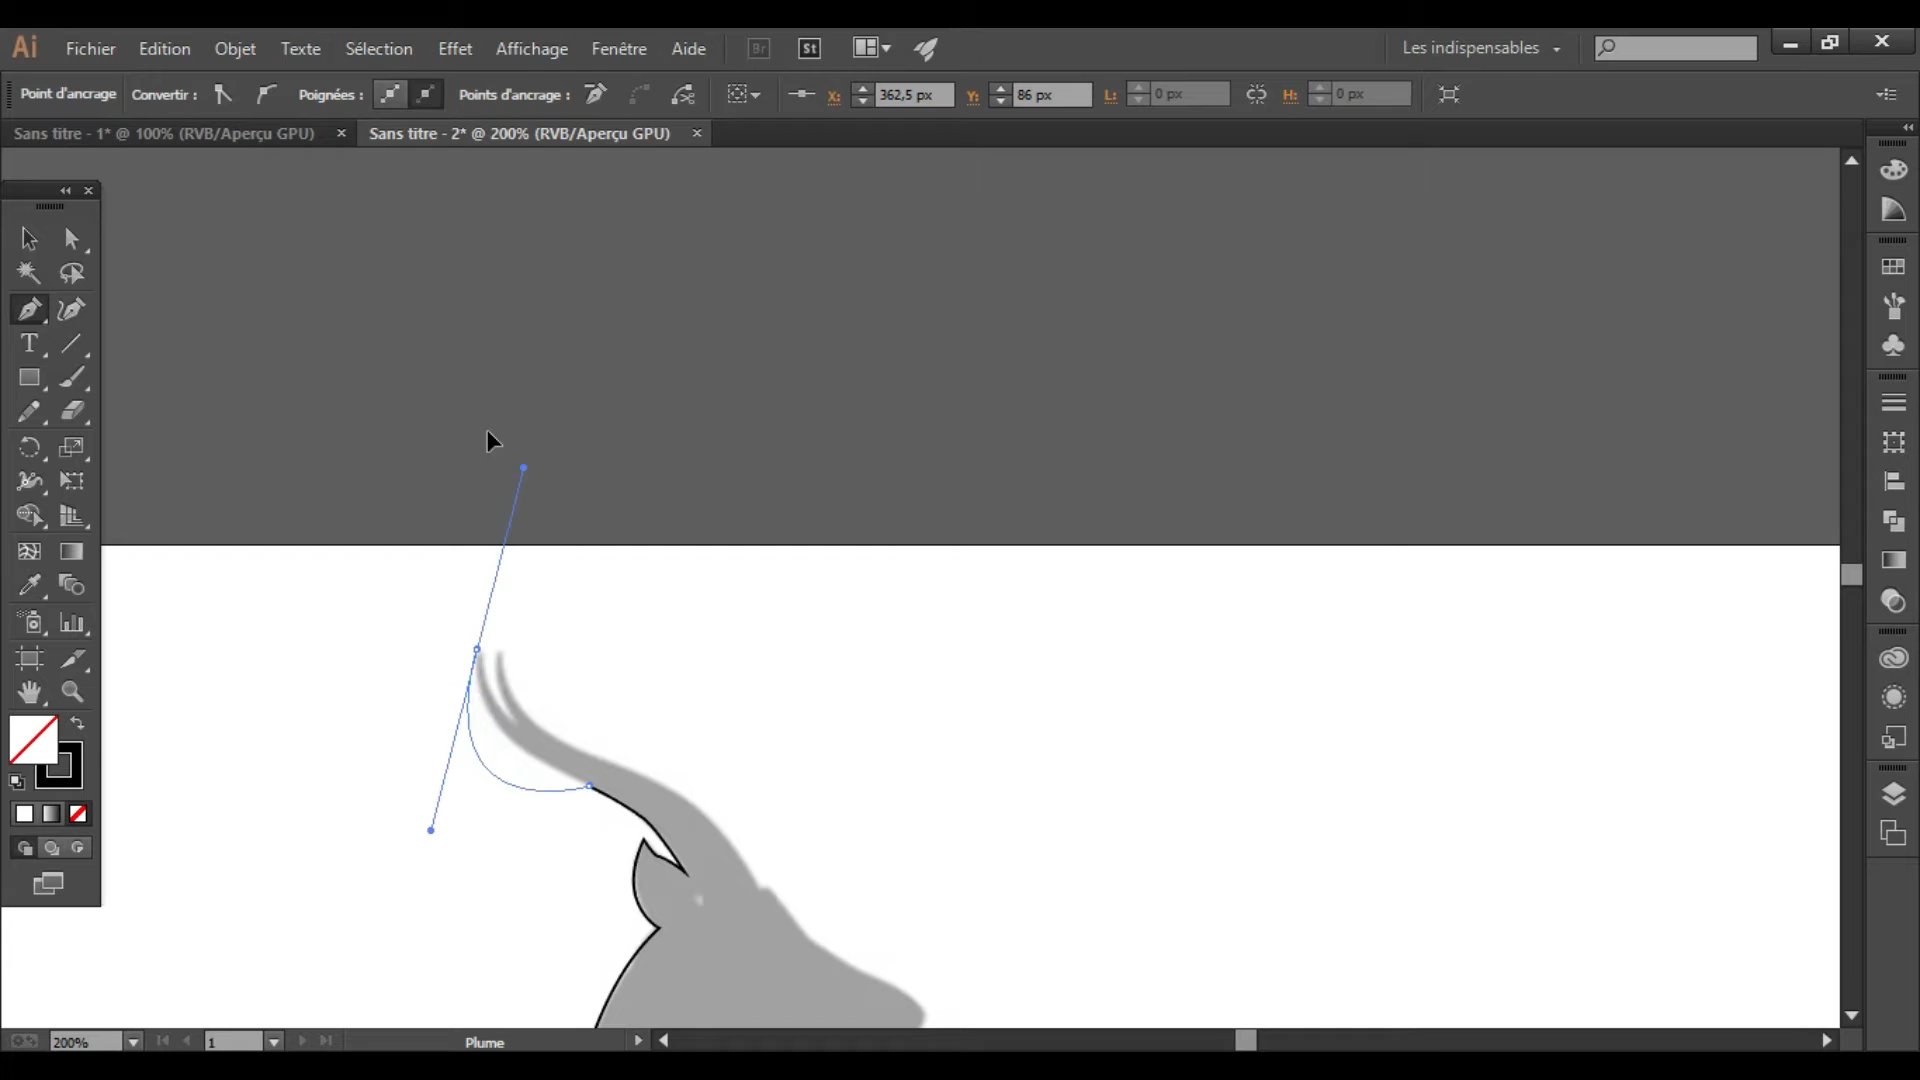 Ai Fichier Edition Objet Texte Sélection Effet Affichage Fenêtre Aide Br St Les indispensables
Point d'ancrage Convertir : Poignées : Points d'ancrage : X: 362,5 px Y: 86 px L: 0 px H: 0 px
Sans titre - 1* @ 100% (RVB/Aperçu GPU) Sans titre - 2* @ 200% (RVB/Aperçu GPU)
T
200% 1 Plume